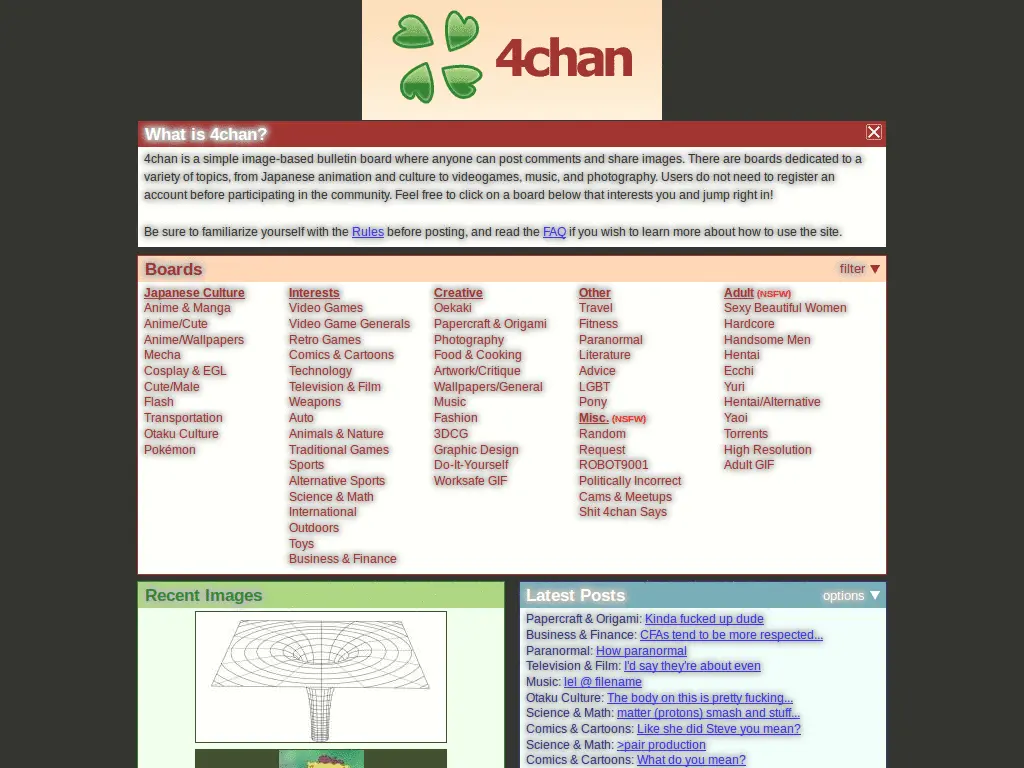 4chan
What is 4chan?
4chan is a simple image-based bulletin board where anyone can post comments and share images. There are boards dedicated to a
variety of topics, from Japanese animation and culture to videogames, music, and photography. Users do not need to register an
account before participating in the community. Feel free to click on a board below that interests you and jump right in!
Be sure to familiarize yourself with the Rules before posting, and read the FAQ if you wish to learn more about how to use the site.
Boards
filter ▼
Japanese Culture
Anime & Manga
Anime/Cute
Anime/Wallpapers
Mecha
Cosplay & EGL
Cute/Male
Flash
Transportation
Otaku Culture
Pokémon
Interests
Video Games
Video Game Generals
Retro Games
Comics & Cartoons
Technology
Television & Film
Weapons
Auto
Animals & Nature
Traditional Games
Sports
Alternative Sports
Science & Math
International
Outdoors
Toys
Business & Finance
Creative
Oekaki
Papercraft & Origami
Photography
Food & Cooking
Artwork/Critique
Wallpapers/General
Music
Fashion
3DCG
Graphic Design
Do-It-Yourself
Worksafe GIF
Other
Travel
Fitness
Paranormal
Literature
Advice
LGBT
Pony
Misc. (NSFW)
Random
Request
ROBOT9001
Politically Incorrect
Cams & Meetups
Shit 4chan Says
Adult (NSFW)
Sexy Beautiful Women
Hardcore
Handsome Men
Hentai
Ecchi
Yuri
Hentai/Alternative
Yaoi
Torrents
High Resolution
Adult GIF
Recent Images
Latest Posts
options ▼
Papercraft & Origami: Kinda fucked up dude
Business & Finance: CFAs tend to be more respected...
Paranormal: How paranormal
Television & Film: I'd say they're about even
Music: lel @ filename
Otaku Culture: The body on this is pretty fucking...
Science & Math: matter (protons) smash and stuff...
Comics & Cartoons: Like she did Steve you mean?
Science & Math: >pair production
Comics & Cartoons: What do you mean?